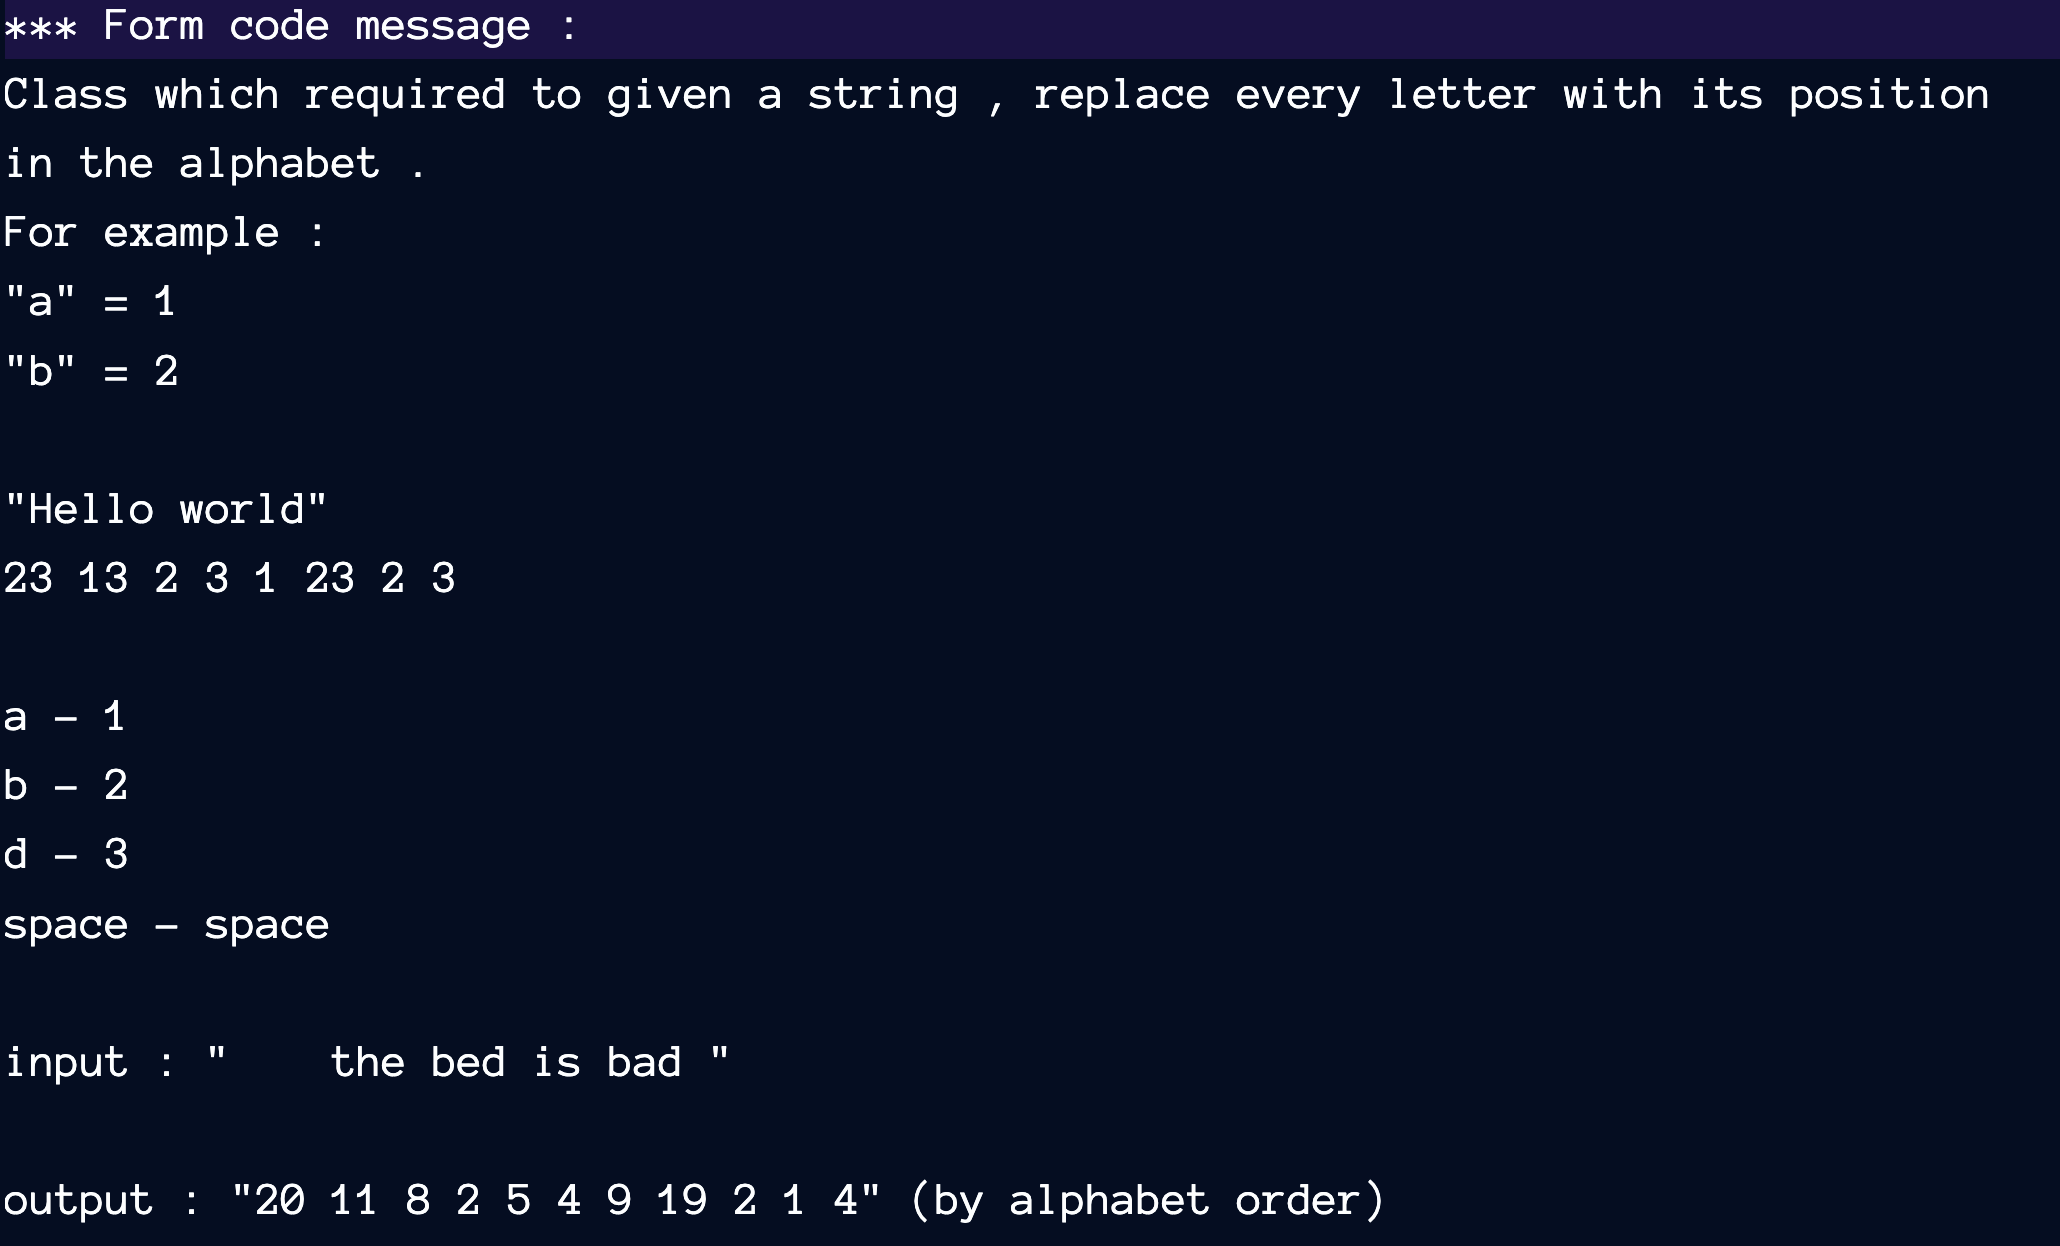 *** Form code message :
Class which required to given a string , replace every letter with its position
in the alphabet .
For example :
"a" = 1
"b" = 2
"Hello world"
23 13 2 3 1 23 2 3
a - 1
b - 2
d - 3
space - space
input : "    the bed is bad "
output : "20 11 8 2 5 4 9 19 2 1 4" (by alphabet order)